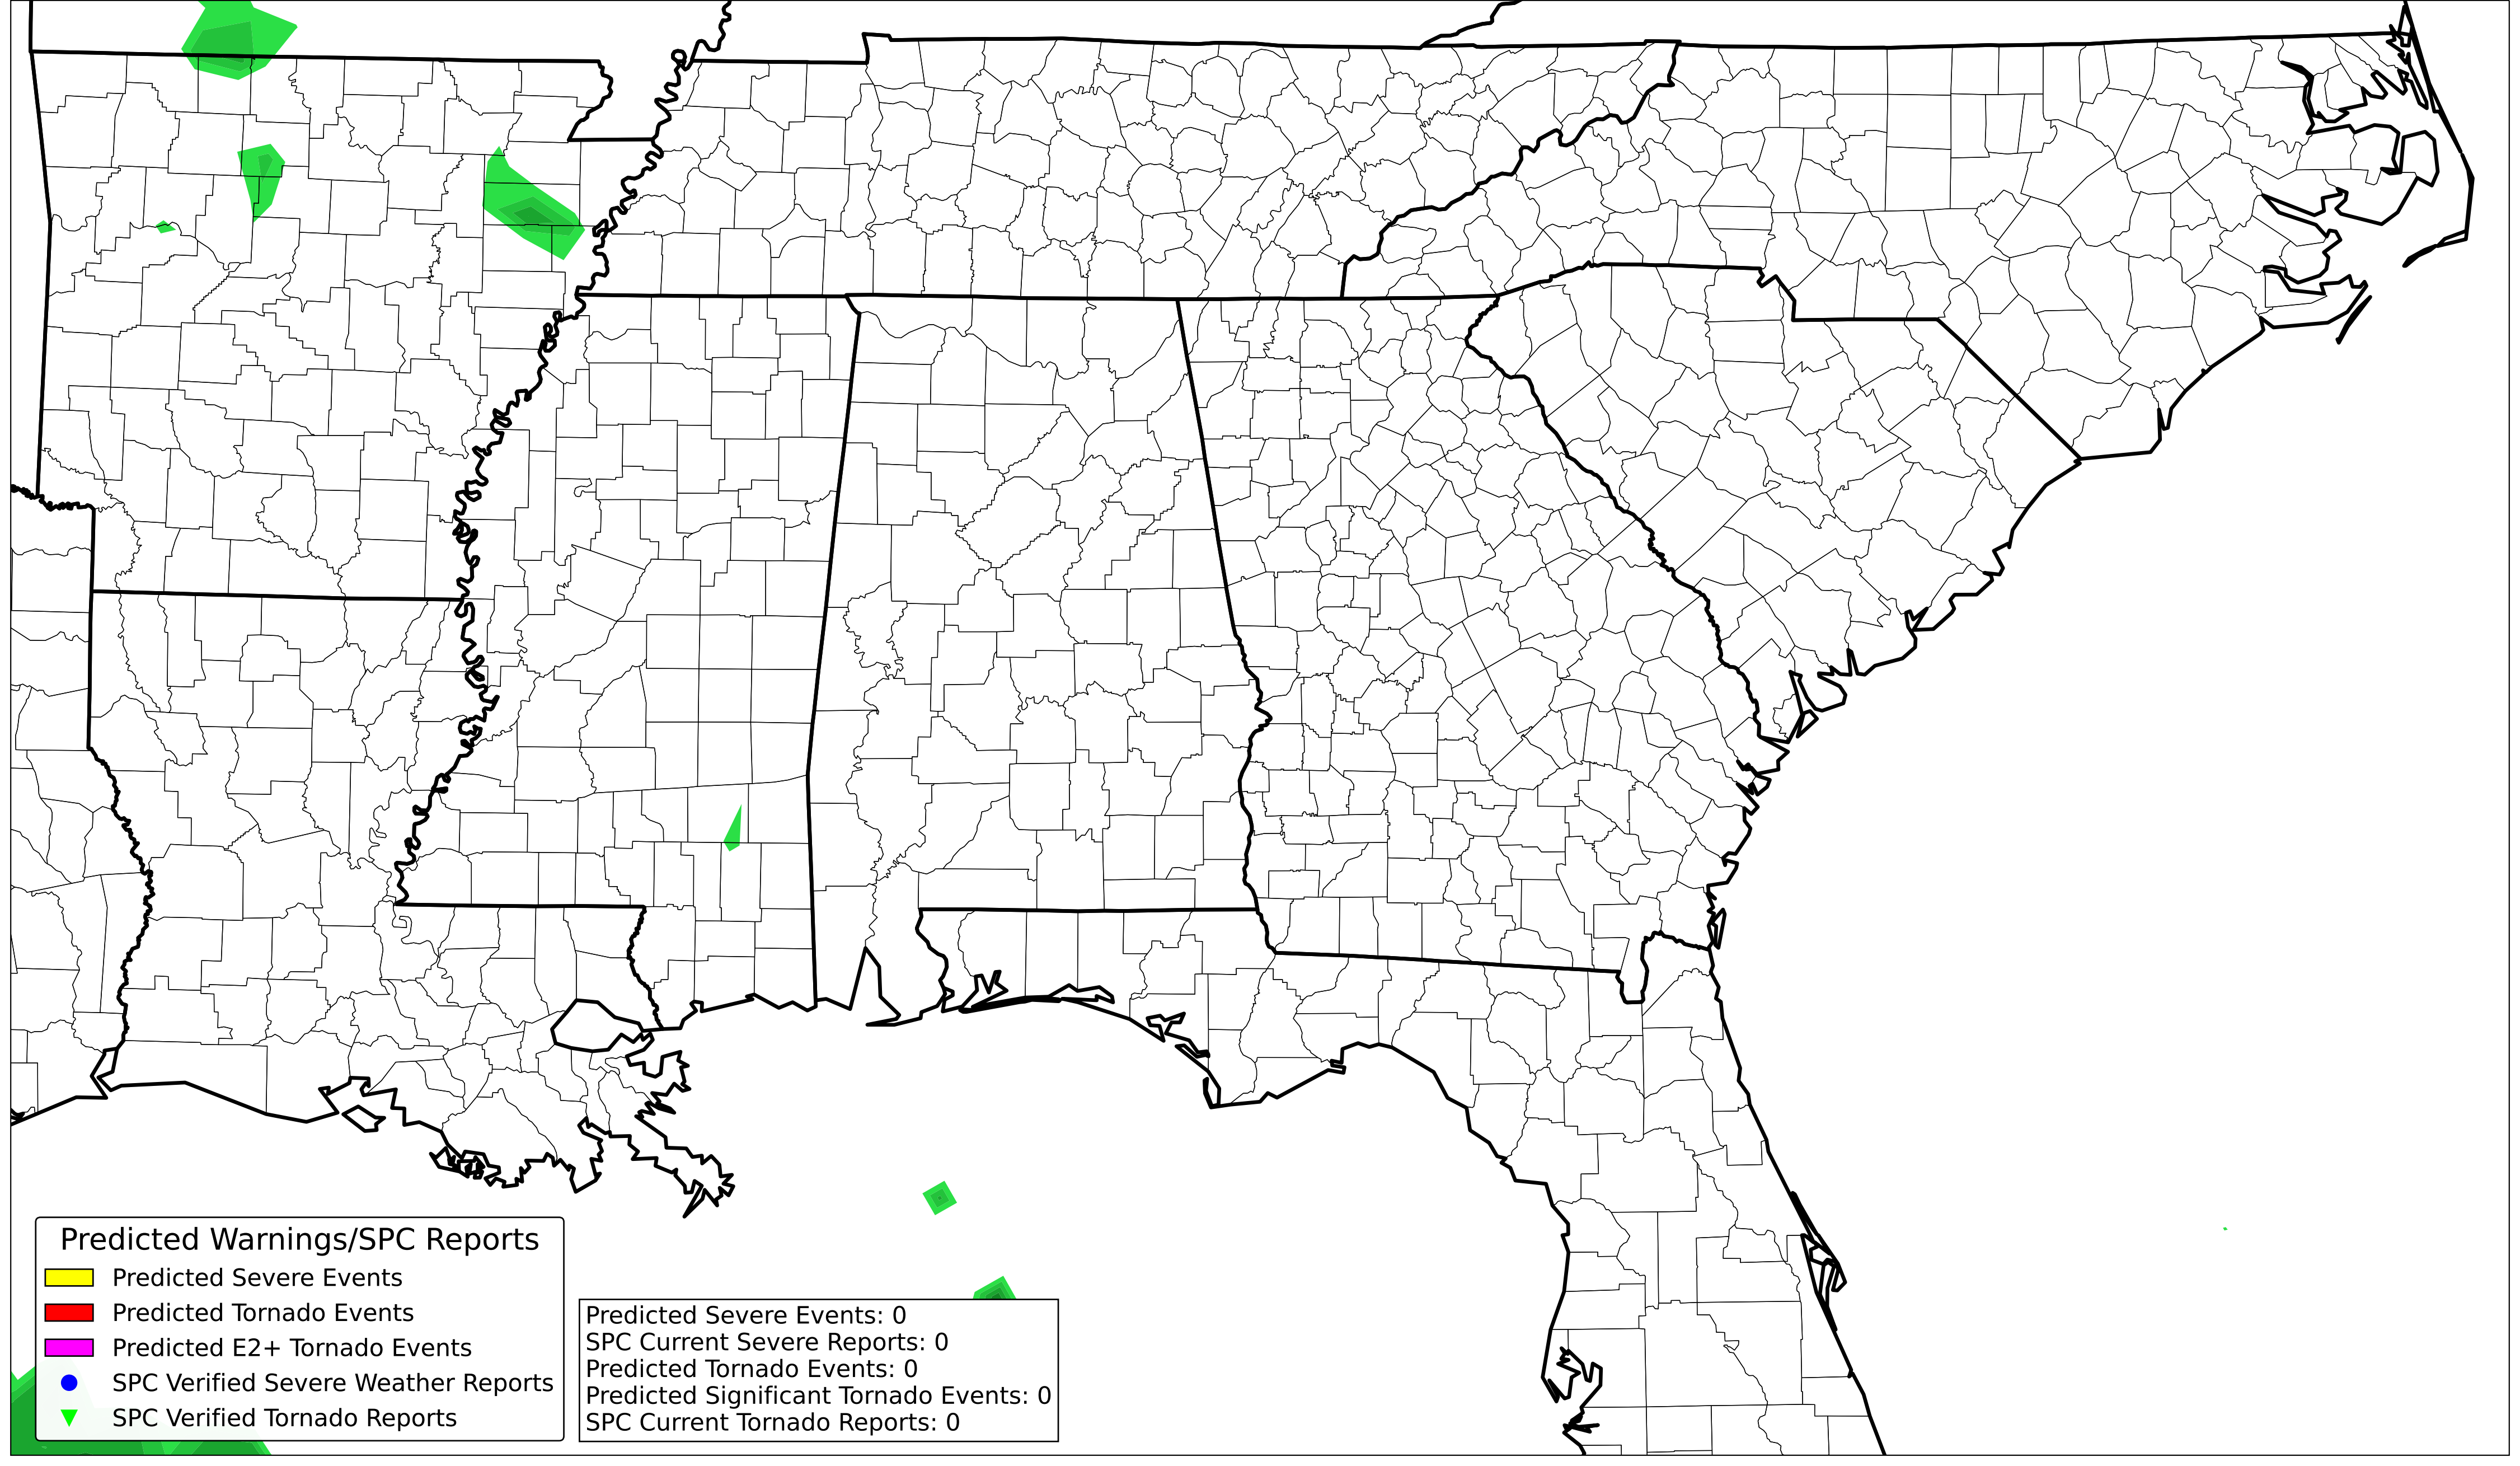 Predicted Warnings/SPC Reports
Predicted Severe Events
Predicted Tornado Events
Predicted E2+ Tornado Events
SPC Verified Severe Weather Reports
SPC Verified Tornado Reports
Predicted Severe Events: 0
SPC Current Severe Reports: 0
Predicted Tornado Events: 0
Predicted Significant Tornado Events: 0
SPC Current Tornado Reports: 0